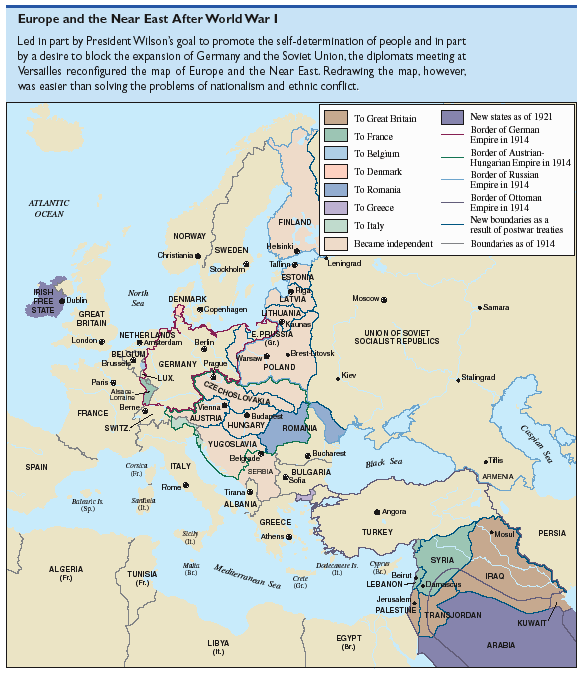 Europe and the Near East After World War I
Led in part by President Wilson's goal to promote the self-determination of people and in part
by a desire to block the expansion of Germany and the Soviet Union, the diplomats meeting at
Versailles reconfigured the map of Europe and the Near East. Redrawing the map, however,
was easier than solving the problems of nationalism and ethnic conflict.
To Great Britain
To France
To Belgium
To Denmark
To Romania
To Greece
To Italy
Became independent
New states as of 1921
Border of German
Empire in 1914
Border of Austrian-
Hungarian Empire in 1914
Border of Russian
Empire in 1914
Border of Ottoman
Empire in 1914
New boundaries as a
result of postwar treaties
Boundaries as of 1914
ATLANTIC
OCEAN
NORWAY
Christiania
SWEDEN
Stockholm
FINLAND
Helsinki
Tallinn
Leningrad
ESTONIA
Riga
LATVIA
LITHUANIA
Kaunas
Moscow
Samara
IRISH
FREE
STATE
Dublin
North
Sea
DENMARK
Copenhagen
GREAT
BRITAIN
London
NETHERLANDS
Amsterdam
Berlin
E. PRUSSIA
(Gr.)
UNION OF SOVIET
SOCIALIST REPUBLICS
BELGIUM
Brussels
GERMANY
Prague
Warsaw
Brest-Litovsk
POLAND
LUX.
Kiev
Stalingrad
Paris
Alsace
Lorraine
CZECHOSLOVAKIA
Berne
Vienna
AUSTRIA
Budapest
FRANCE
SWITZ
HUNGARY
ROMANIA
Caspian Sea
YUGOSLAVIA
Belgrade
Bucharest
Black Sea
Tiflis
ARMENIA
SPAIN
Corsica
(Fr.)
ITALY
SERBIA
BULGARIA
Sofia
Rome
Tirana
ALBANIA
Balearic Is.
(Sp.)
Sardinia
(It.)
Angora
GREECE
Athens
TURKEY
PERSIA
Sicily
(It.)
Mosul
ALGERIA
(Fr.)
TUNISIA
(Fr.)
Malta
(Br.)
Mediterranean Sea
Crete
(Gr.)
Dodecanese Is.
(It.)
Cyprus
(Br.)
SYRIA
Beirut
LEBANON
Damascus
IRAQ
Jerusalem
PALESTINE
TRANSJORDAN
KUWAIT
LIBYA
(It.)
EGYPT
(Br.)
ARABIA